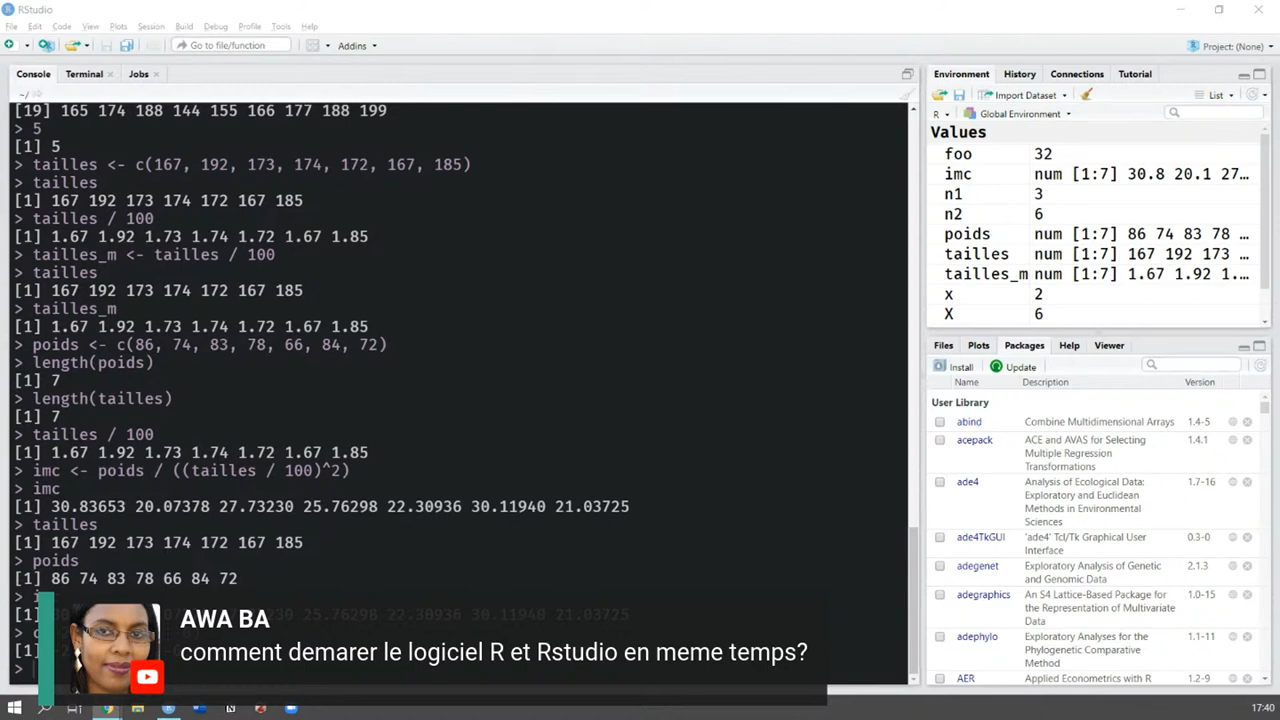 RStudio
File Edit Code View Plots Session Build Debug Profile Tools Help
Go to file/function Addins Project: (None)
Console Terminal Jobs
~/
[19] 165 174 188 144 155 166 177 188 199
> 5
[1] 5
> tailles <- c(167, 192, 173, 174, 172, 167, 185)
> tailles
[1] 167 192 173 174 172 167 185
> tailles / 100
[1] 1.67 1.92 1.73 1.74 1.72 1.67 1.85
> tailles_m <- tailles / 100
> tailles
[1] 167 192 173 174 172 167 185
> tailles_m
[1] 1.67 1.92 1.73 1.74 1.72 1.67 1.85
> poids <- c(86, 74, 83, 78, 66, 84, 72)
> length(poids)
[1] 7
> length(tailles)
[1] 7
> tailles / 100
[1] 1.67 1.92 1.73 1.74 1.72 1.67 1.85
> imc <- poids / ((tailles / 100)^2)
> imc
[1] 30.83653 20.07378 27.73230 25.76298 22.30936 30.11940 21.03725
> tailles
[1] 167 192 173 174 172 167 185
> poids
[1] 86 74 83 78 66 84 72
>
[1] 25.76298 22.30936 30.11940 21.03725
[1]
>
Environment History Connections Tutorial
Import Dataset List
R Global Environment
Values
foo 32
imc num [1:7] 30.8 20.1 27…
n1 3
n2 6
poids num [1:7] 86 74 83 78 …
tailles num [1:7] 167 192 173 …
tailles_m num [1:7] 1.67 1.92 1.…
x 2
X 6
Files Plots Packages Help Viewer
Install Update
Name Description Version
User Library
abind Combine Multidimensional Arrays 1.4-5
acepack ACE and AVAS for Selecting 1.4.1
Multiple Regression
Transformations
ade4 Analysis of Ecological Data: 1.7-16
Exploratory and Euclidean
Methods in Environmental
Sciences
ade4TkGUI 'ade4' Tcl/Tk Graphical User 0.3-0
Interface
adegenet Exploratory Analysis of Genetic 2.1.3
and Genomic Data
adegraphics An S4 Lattice-Based Package for 1.0-15
the Representation of Multivariate
Data
adephylo Exploratory Analyses for the 1.1-11
Phylogenetic Comparative
Method
AER Applied Econometrics with R 1.2-9
AWA BA
comment demarer le logiciel R et Rstudio en meme temps?
17:40